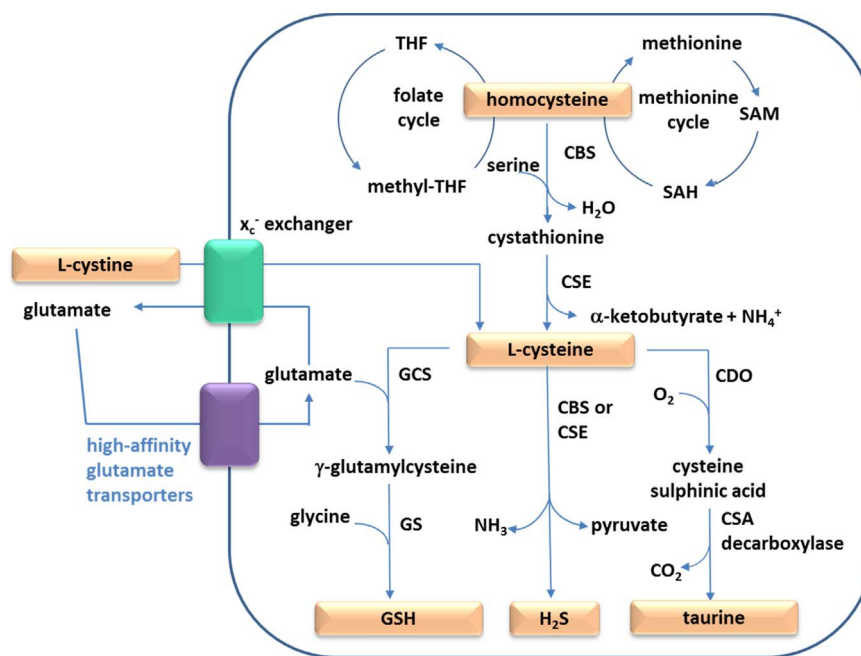 THF
methionine
folate
cycle
homocysteine
methionine
cycle
SAM
methyl-THF
serine
CBS
SAH
H₂O
cystathionine
x꜀⁻ exchanger
L-cystine
CSE
glutamate
α-ketobutyrate + NH₄⁺
L-cysteine
glutamate
GCS
CDO
O₂
CBS or
CSE
high-affinity
glutamate
transporters
γ-glutamylcysteine
cysteine
sulphinic acid
glycine
GS
NH₃
pyruvate
CSA
decarboxylase
CO₂
GSH
H₂S
taurine